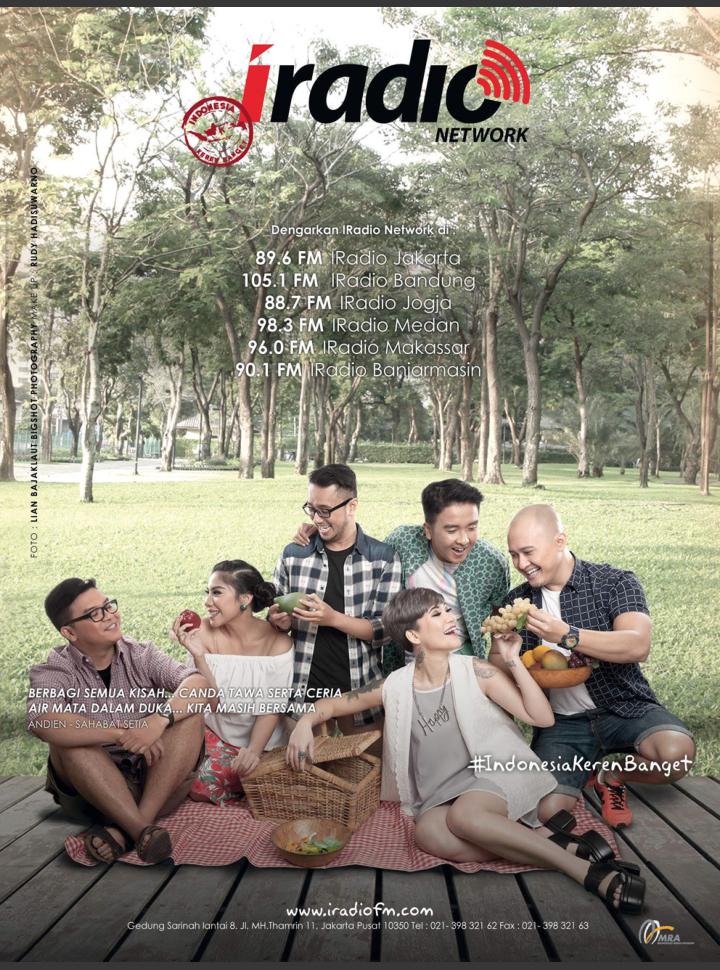 iradio
NETWORK
INDONESIA
KEREN BANGET
Dengarkan IRadio Network di :
89.6 FM IRadio Jakarta
105.1 FM IRadio Bandung
88.7 FM IRadio Jogja
98.3 FM IRadio Medan
96.0 FM IRadio Makassar
90.1 FM IRadio Banjarmasin
FOTO : LIAN BAJAKLAUT BIGSHOT PHOTOGRAPHY MAKE UP : RUDY HADISUWARNO
BERBAGI SEMUA KISAH... CANDA TAWA SERTA CERIA
AIR MATA DALAM DUKA... KITA MASIH BERSAMA
ANDIEN - SAHABAT SETIA
Happy
#IndonesiaKerenBanget
www.iradiofm.com
Gedung Sarinah lantai 8, Jl. MH.Thamrin 11, Jakarta Pusat 10350 Tel : 021- 398 321 62 Fax : 021- 398 321 63
MRA